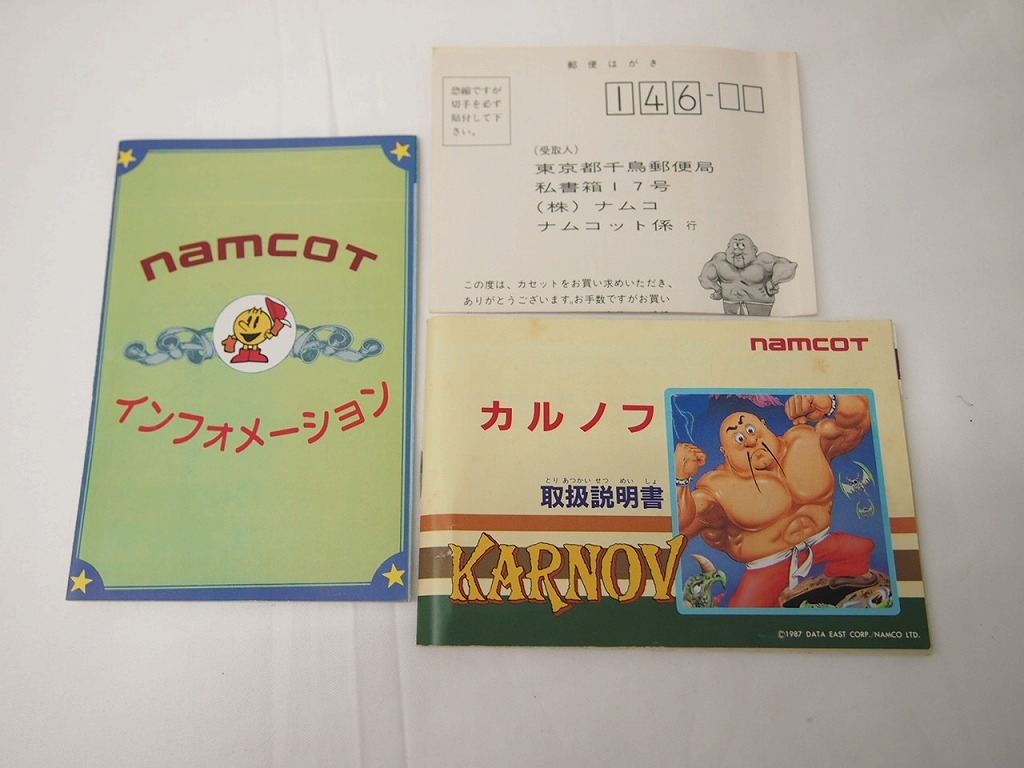 namcoT
インフォメーション
郵便はがき
恐縮ですが
切手を必ず
貼付して下
さい。
146-
(受取人)
東京都千鳥郵便局
私書箱17号
(株)ナムコ
ナムコット係 行
この度は、カセットをお買い求めいただき、
ありがとうございます。お手数ですがお買い
namcoT
カルノフ
とりあつかいせつめいしょ
取扱説明書
KARNOV
©1987 DATA EAST CORP./NAMCO LTD.